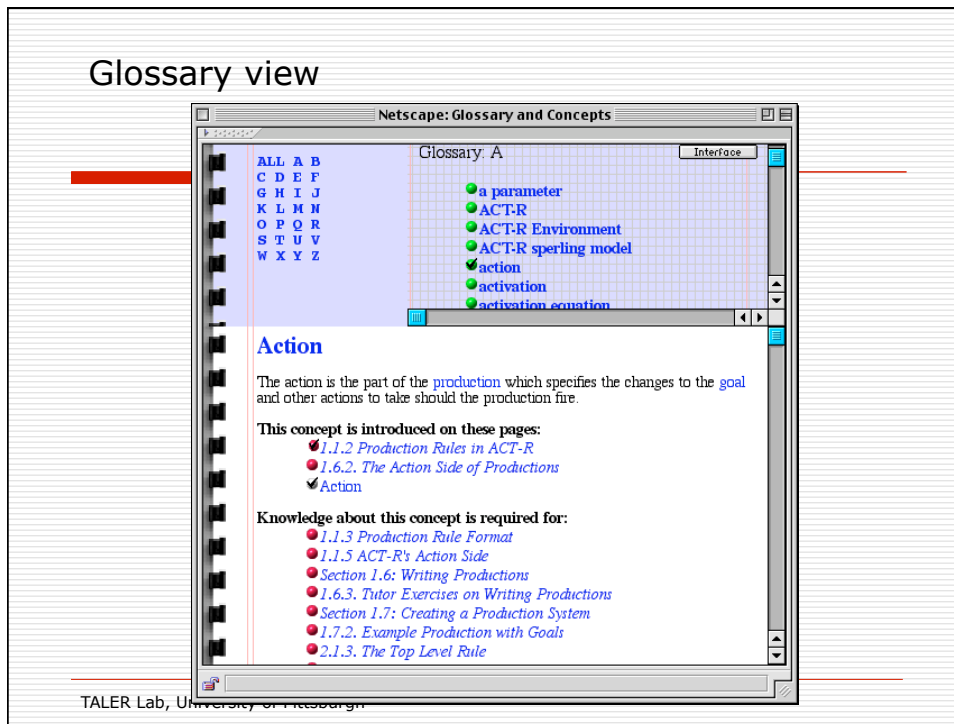 Glossary view
Netscape: Glossary and Concepts
ALL A B
C D E F
G H I J
K L M N
O P Q R
S T U V
W X Y Z
Glossary: A
Interface
a parameter
ACT-R
ACT-R Environment
ACT-R sperling model
action
activation
activation equation
Action
The action is the part of the production which specifies the changes to the goal
and other actions to take should the production fire.
This concept is introduced on these pages:
1.1.2 Production Rules in ACT-R
1.6.2. The Action Side of Productions
Action
Knowledge about this concept is required for:
1.1.3 Production Rule Format
1.1.5 ACT-R's Action Side
Section 1.6: Writing Productions
1.6.3. Tutor Exercises on Writing Productions
Section 1.7: Creating a Production System
1.7.2. Example Production with Goals
2.1.3. The Top Level Rule
TALER Lab, University of Pittsburgh